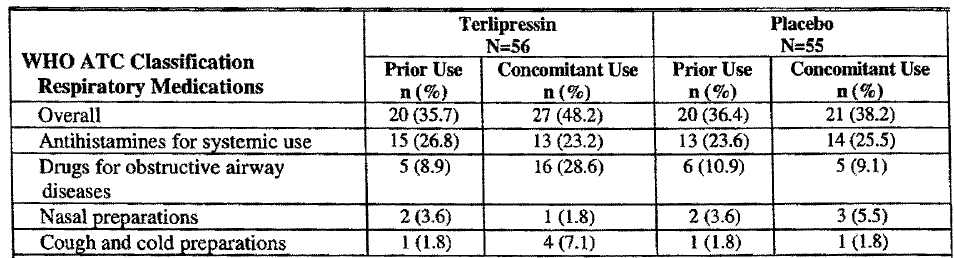 Terlipressin Placebo
N=56 N=55
WHO ATC Classification
Respiratory Medications
Prior Use Concomitant Use Prior Use Concomitant Use
n (%) n (%) n (%) n (%)
Overall 20 (35.7) 27 (48.2) 20 (36.4) 21 (38.2)
Antihistamines for systemic use 15 (26.8) 13 (23.2) 13 (23.6) 14 (25.5)
Drugs for obstructive airway 5 (8.9) 16 (28.6) 6 (10.9) 5 (9.1)
diseases
Nasal preparations 2 (3.6) 1 (1.8) 2 (3.6) 3 (5.5)
Cough and cold preparations 1 (1.8) 4 (7.1) 1 (1.8) 1 (1.8)